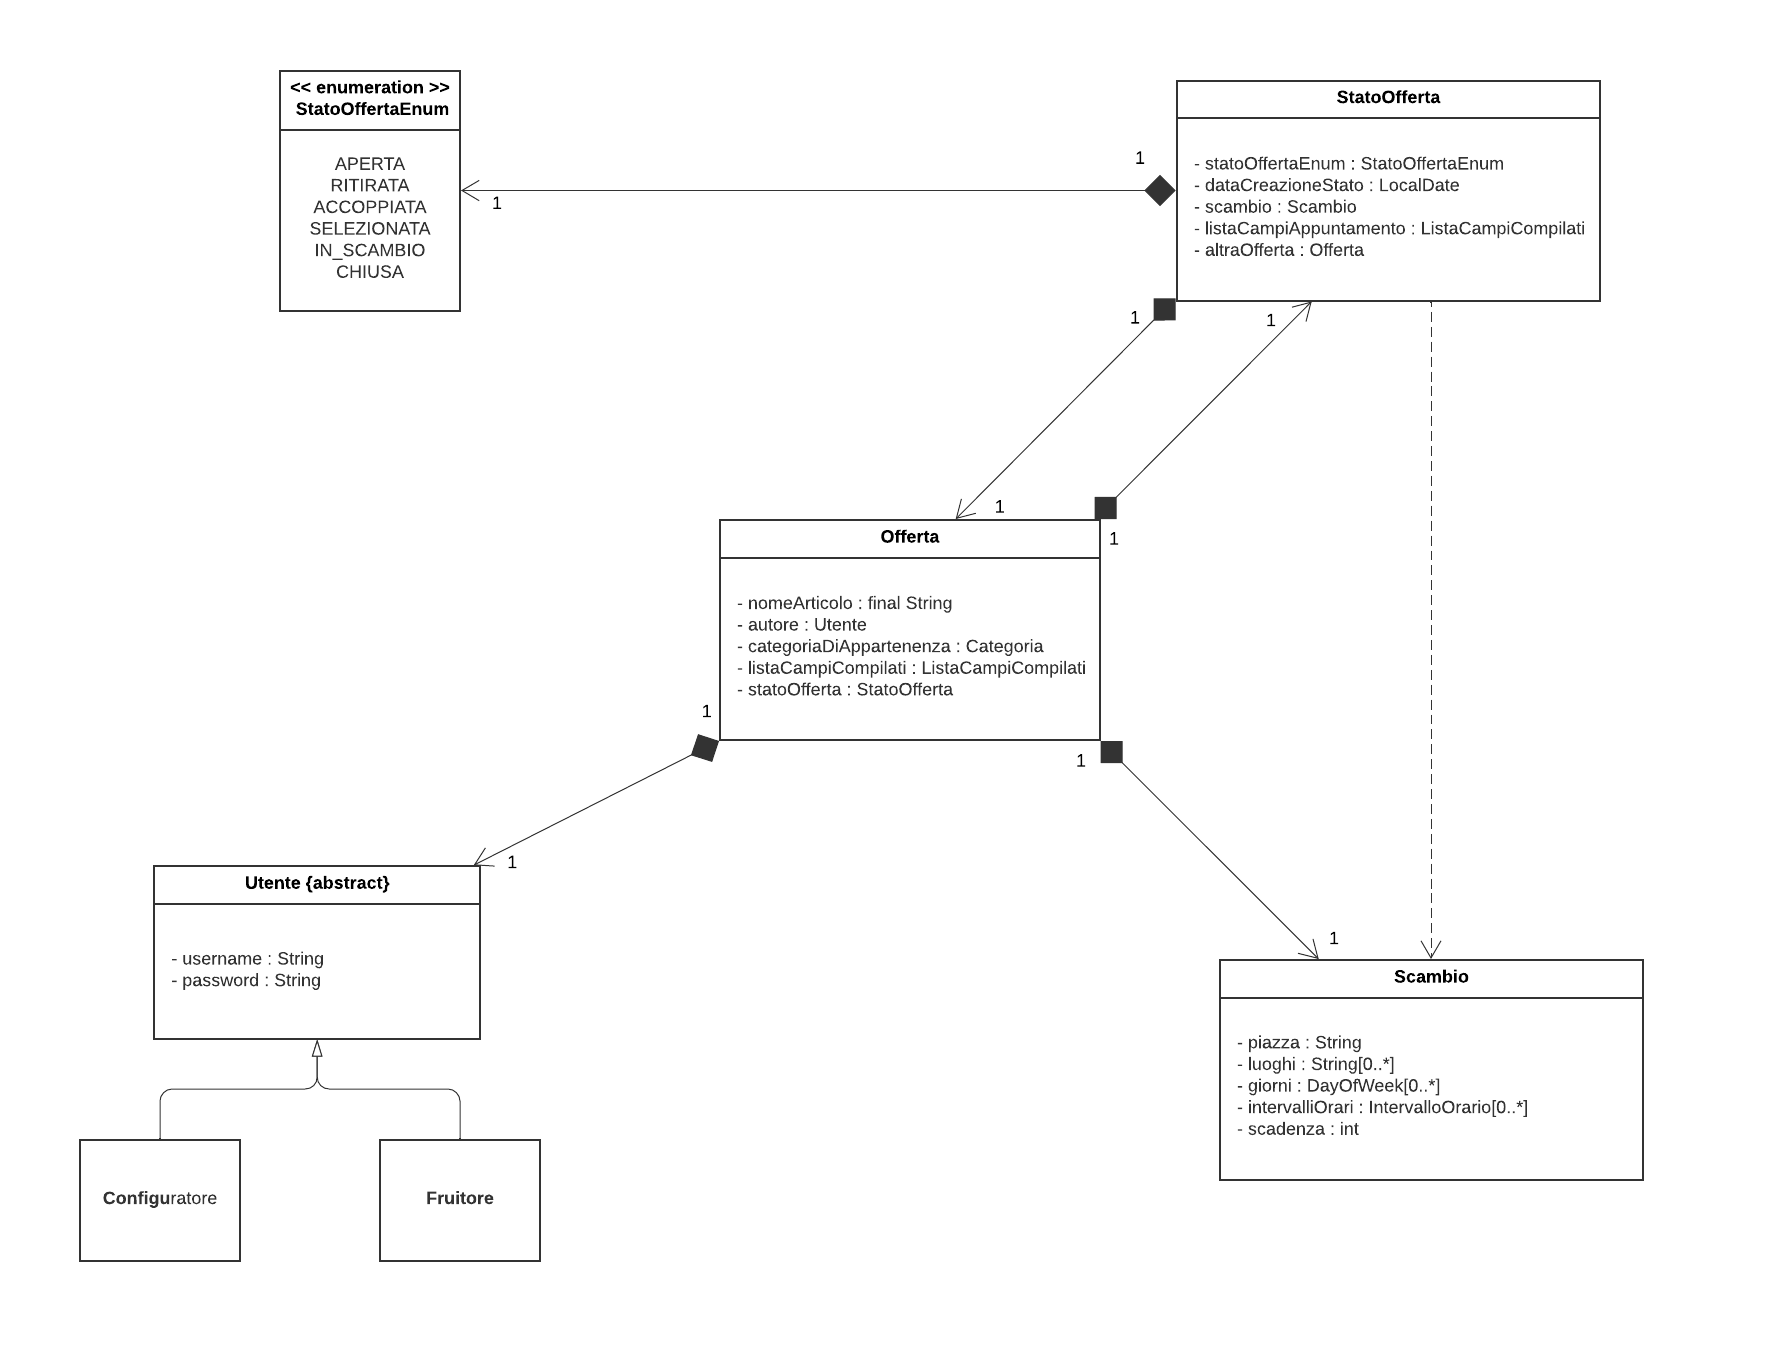 << enumeration >>
StatoOffertaEnum
APERTA
RITIRATA
ACCOPPIATA
SELEZIONATA
IN_SCAMBIO
CHIUSA
1
1
StatoOfferta
- statoOffertaEnum : StatoOffertaEnum
- dataCreazioneStato : LocalDate
- scambio : Scambio
- listaCampiAppuntamento : ListaCampiCompilati
- altraOfferta : Offerta
1
1
1
1
Offerta
- nomeArticolo : final String
- autore : Utente
- categoriaDiAppartenenza : Categoria
- listaCampiCompilati : ListaCampiCompilati
- statoOfferta : StatoOfferta
1
1
1
1
Utente {abstract}
- username : String
- password : String
Configuratore
Fruitore
Scambio
- piazza : String
- luoghi : String[0..*]
- giorni : DayOfWeek[0..*]
- intervalliOrari : IntervalloOrario[0..*]
- scadenza : int